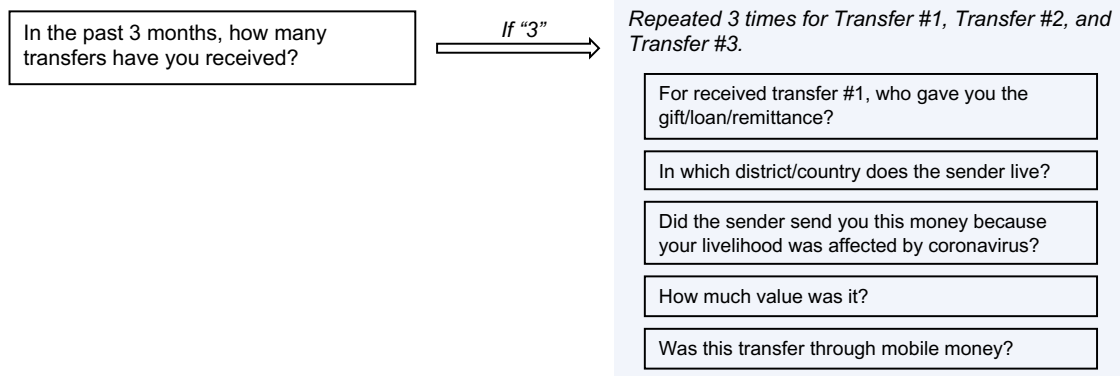 In the past 3 months, how many
transfers have you received?
If “3”
Repeated 3 times for Transfer #1, Transfer #2, and
Transfer #3.
For received transfer #1, who gave you the
gift/loan/remittance?
In which district/country does the sender live?
Did the sender send you this money because
your livelihood was affected by coronavirus?
How much value was it?
Was this transfer through mobile money?